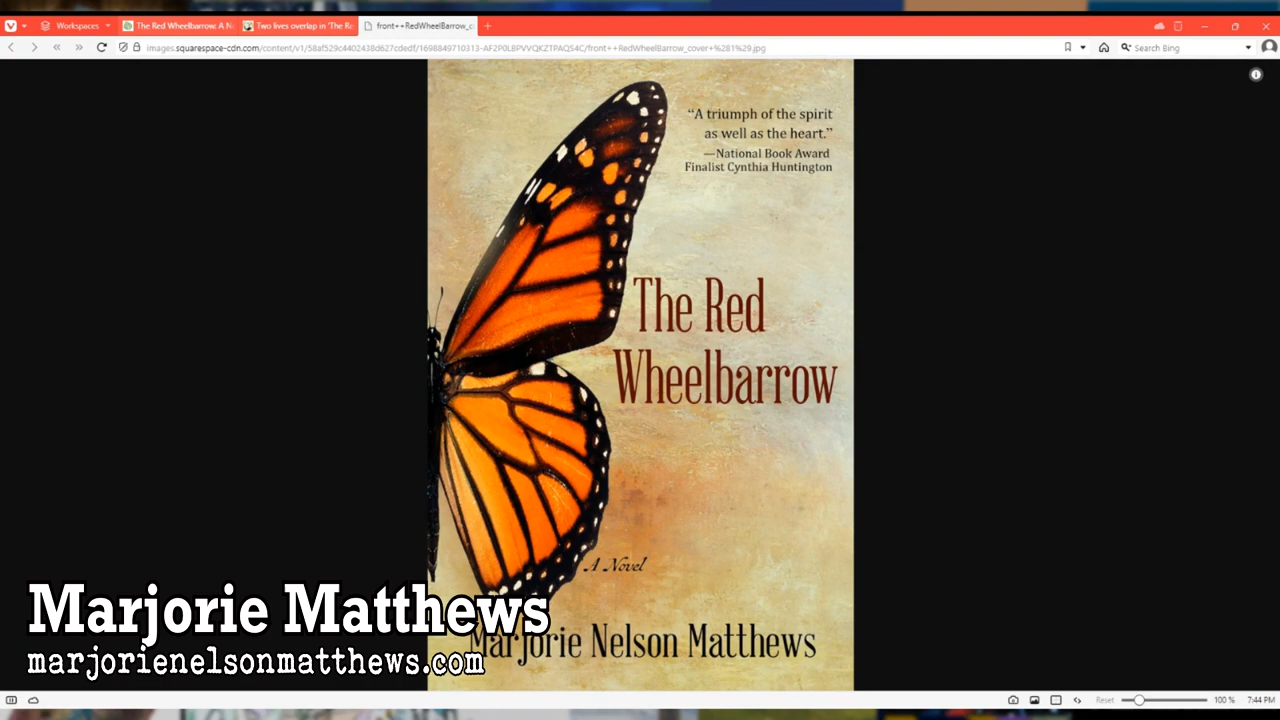 Workspaces
The Red Wheelbarrow: A N
Two lives overlap in 'The Re
front++RedWheelBarrow_c
images.squarespace-cdn.com/content/v1/58af529c4402438d627cdedf/1698849710313-AF2P0LBPVVQKZTPAQS4C/front++RedWheelBarrow_cover+%281%29.jpg
Search Bing
“A triumph of the spirit
as well as the heart.”
—National Book Award
Finalist Cynthia Huntington
The Red
Wheelbarrow
A Novel
Marjorie Nelson Matthews
Marjorie Matthews
marjorienelsonmatthews.com
Reset
100 %
7:44 PM